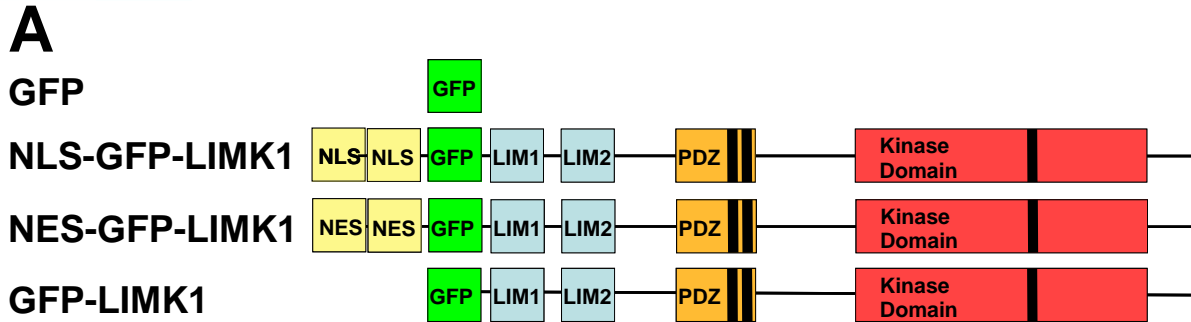 A
GFP GFP
NLS-GFP-LIMK1 NLS NLS GFP LIM1 LIM2 PDZ Kinase
Domain
NES-GFP-LIMK1 NES NES GFP LIM1 LIM2 PDZ Kinase
Domain
GFP-LIMK1 GFP LIM1 LIM2 PDZ Kinase
Domain